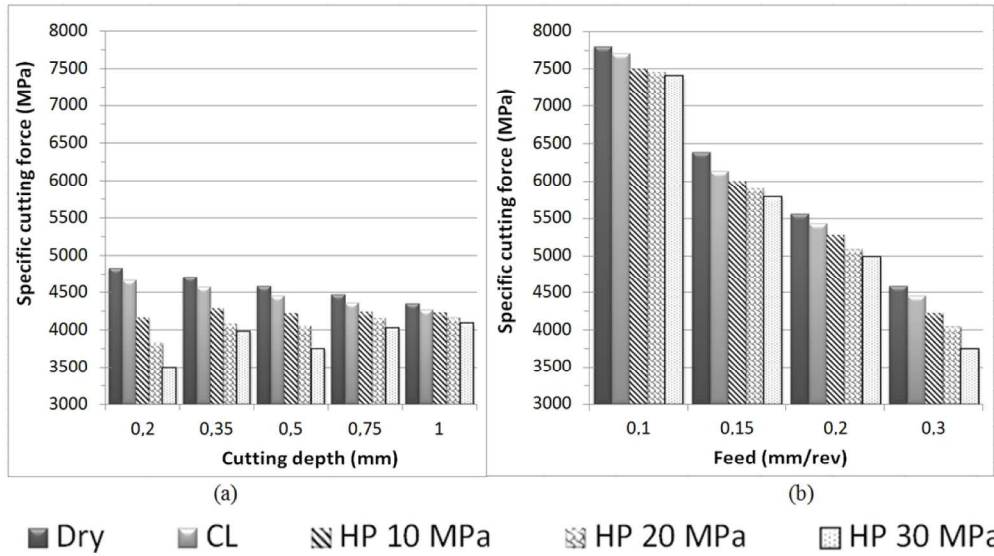 Specific cutting force (MPa)
8000
7500
7000
6500
6000
5500
5000
4500
4000
3500
3000
0,2 0,35 0,5 0,75 1
Cutting depth (mm)
(a)
Specific cutting force (MPa)
8000
7500
7000
6500
6000
5500
5000
4500
4000
3500
3000
0,1 0,15 0,2 0,3
Feed (mm/rev)
(b)
Dry CL HP 10 MPa HP 20 MPa HP 30 MPa